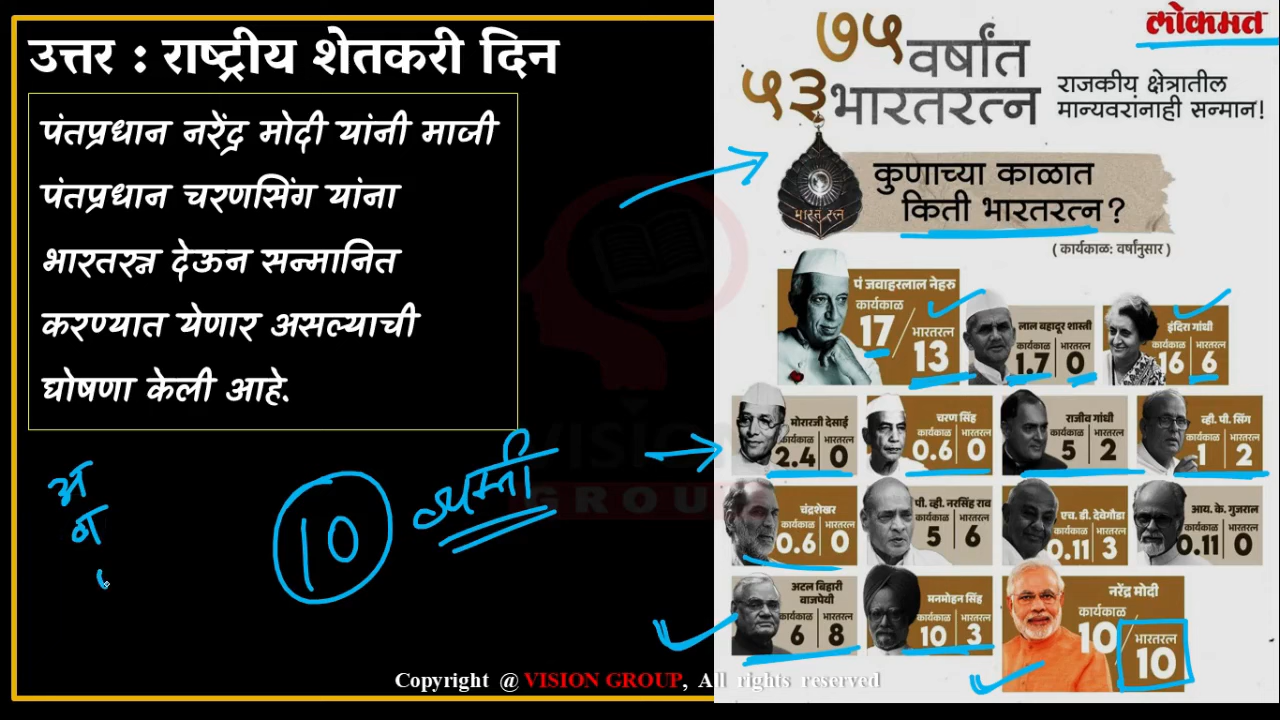 उत्तर : राष्ट्रीय शेतकरी दिन
पंतप्रधान नरेंद्र मोदी यांनी माजी
पंतप्रधान चरणसिंग यांना
भारतरत्न देऊन सन्मानित
करण्यात येणार असल्याची
घोषणा केली आहे.
अ
ग
10
VISION
GROU
लोकमत
७५ वर्षांत
५३ भारतरत्न
राजकीय क्षेत्रातील
मान्यवरांनाही सन्मान!
भारत रत्न
कुणाच्या काळात
किती भारतरत्न?
( कार्यकाळ: वर्षांनुसार )
पं जवाहरलाल नेहरु
कार्यकाळ
17
भारतरत्न
13
लाल बहादूर शास्त्री
कार्यकाळ भारतरत्न
1.7 0
इंदिरा गांधी
कार्यकाळ भारतरत्न
16 6
मोरारजी देसाई
कार्यकाळ भारतरत्न
2.4 0
चरण सिंह
कार्यकाळ भारतरत्न
0.6 0
राजीव गांधी
कार्यकाळ भारतरत्न
5 2
व्ही. पी. सिंग
कार्यकाळ भारतरत्न
1 2
चंद्रशेखर
कार्यकाळ भारतरत्न
0.6 0
पी. व्ही. नरसिंह राव
कार्यकाळ भारतरत्न
5 6
एच. डी. देवेगौडा
कार्यकाळ भारतरत्न
0.11 3
आय. के. गुजराल
कार्यकाळ भारतरत्न
0.11 0
अटल बिहारी
वाजपेयी
कार्यकाळ भारतरत्न
6 8
मनमोहन सिंह
कार्यकाळ भारतरत्न
10 3
नरेंद्र मोदी
कार्यकाळ
10
भारतरत्न
10
Copyright @ VISION GROUP, All rights reserved